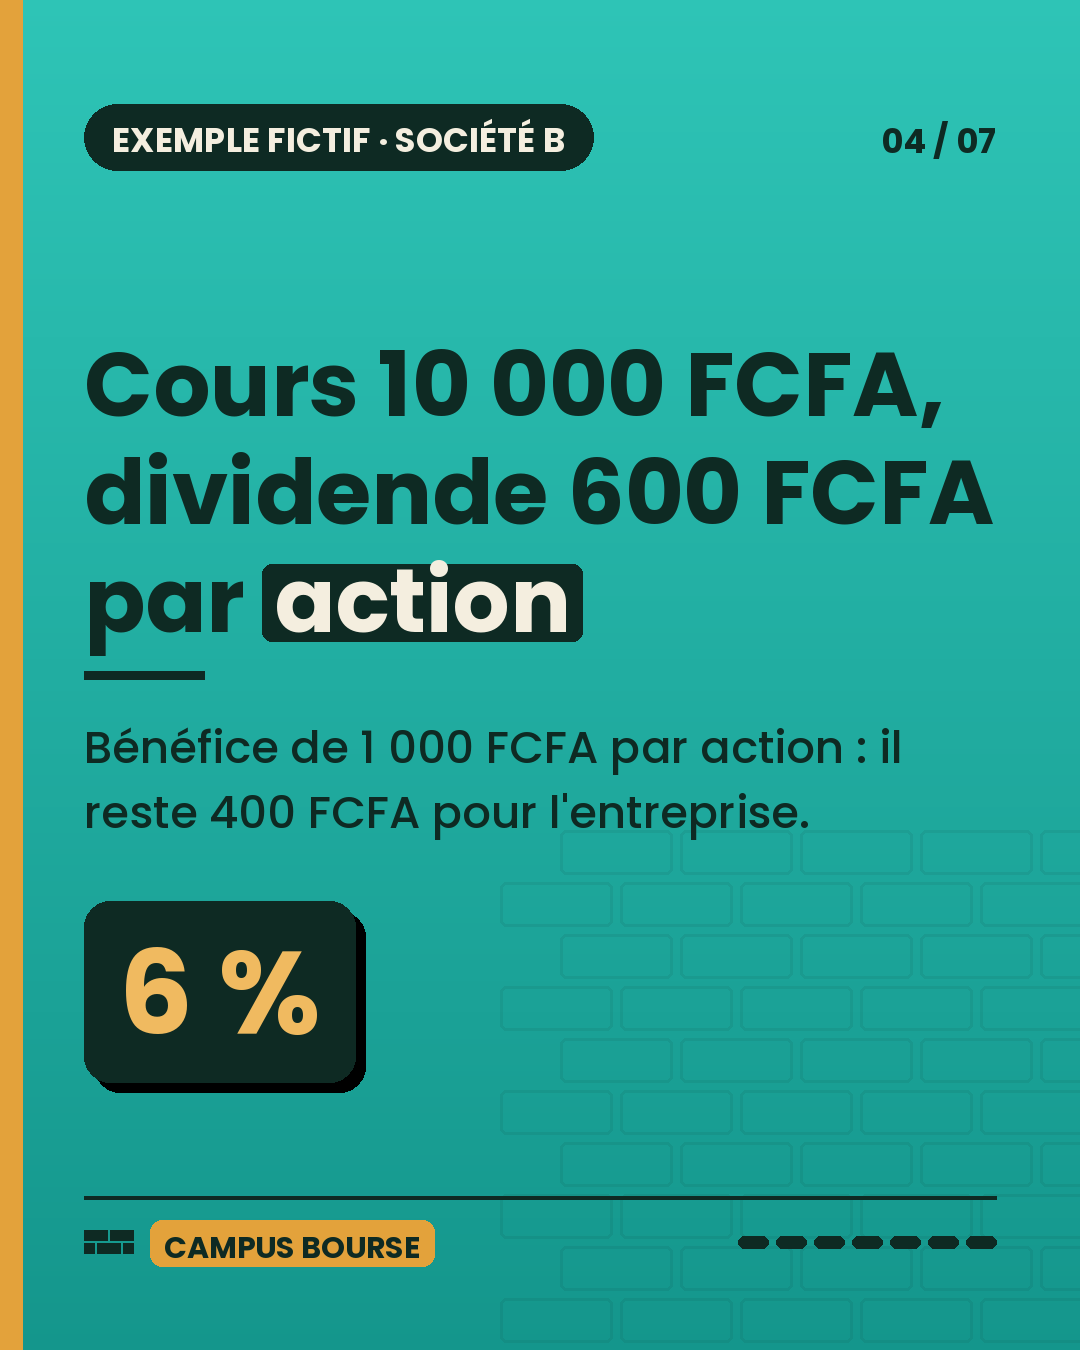 EXEMPLE FICTIF · SOCIÉTÉ B
04 / 07
Cours 10 000 FCFA,
dividende 600 FCFA
par action
Bénéfice de 1 000 FCFA par action : il
reste 400 FCFA pour l'entreprise.
6 %
CAMPUS BOURSE